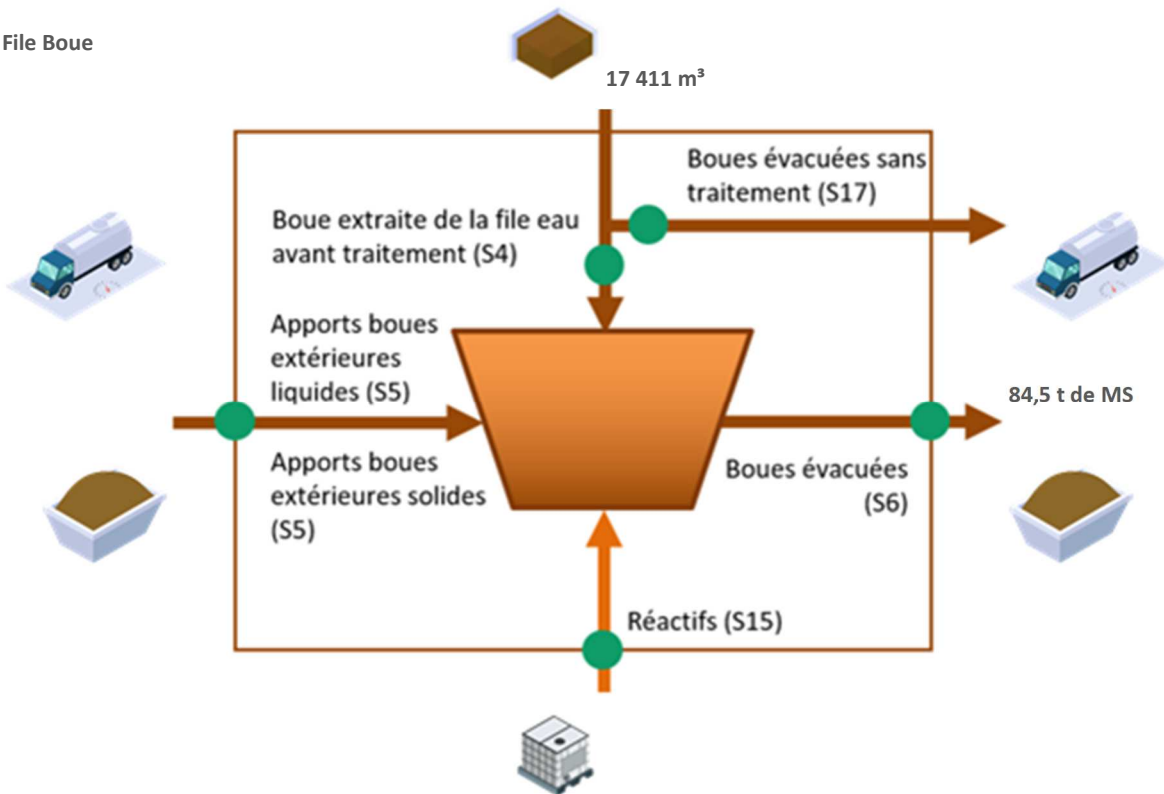 File Boue
17 411 m³
Boues évacuées sans
traitement (S17)
Boue extraite de la file eau
avant traitement (S4)
Apports boues
extérieures
liquides (S5)
84,5 t de MS
Apports boues
extérieures solides
(S5)
Boues évacuées
(S6)
Réactifs (S15)